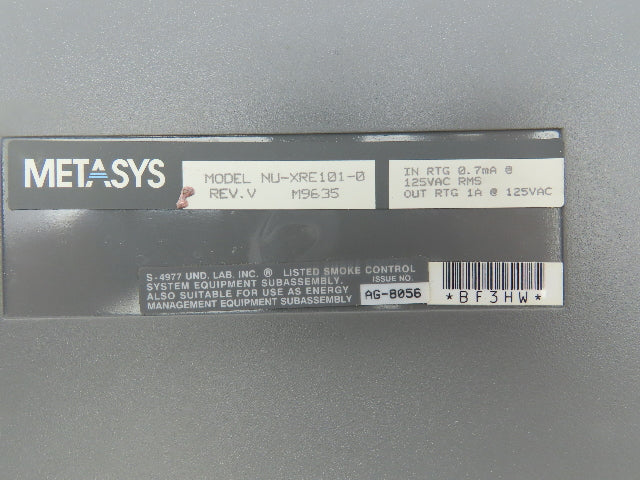 METASYS
MODEL NU-XRE101-0
REV.V M9635
IN RTG 0.7mA @
125VAC RMS
OUT RTG 1A @ 125VAC
S-4977 UND. LAB. INC. ® LISTED SMOKE CONTROL
SYSTEM EQUIPMENT SUBASSEMBLY.
ALSO SUITABLE FOR USE AS ENERGY
MANAGEMENT EQUIPMENT SUBASSEMBLY
ISSUE NO.
AG-8056
*BF3HW*